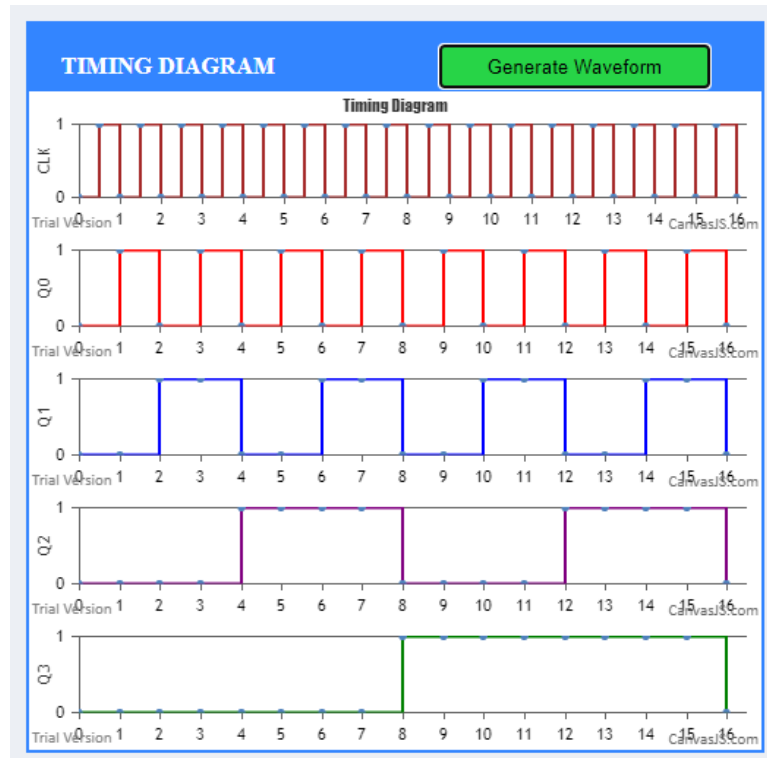 TIMING DIAGRAM
Generate Waveform
Timing Diagram
1
CLK
0
0 1 2 3 4 5 6 7 8 9 10 11 12 13 14 15 16
Trial Version CanvasJS.com
1
Q0
0
0 1 2 3 4 5 6 7 8 9 10 11 12 13 14 15 16
Trial Version CanvasJS.com
1
Q1
0
0 1 2 3 4 5 6 7 8 9 10 11 12 13 14 15 16
Trial Version CanvasJS.com
1
Q2
0
0 1 2 3 4 5 6 7 8 9 10 11 12 13 14 15 16
Trial Version CanvasJS.com
1
Q3
0
0 1 2 3 4 5 6 7 8 9 10 11 12 13 14 15 16
Trial Version CanvasJS.com